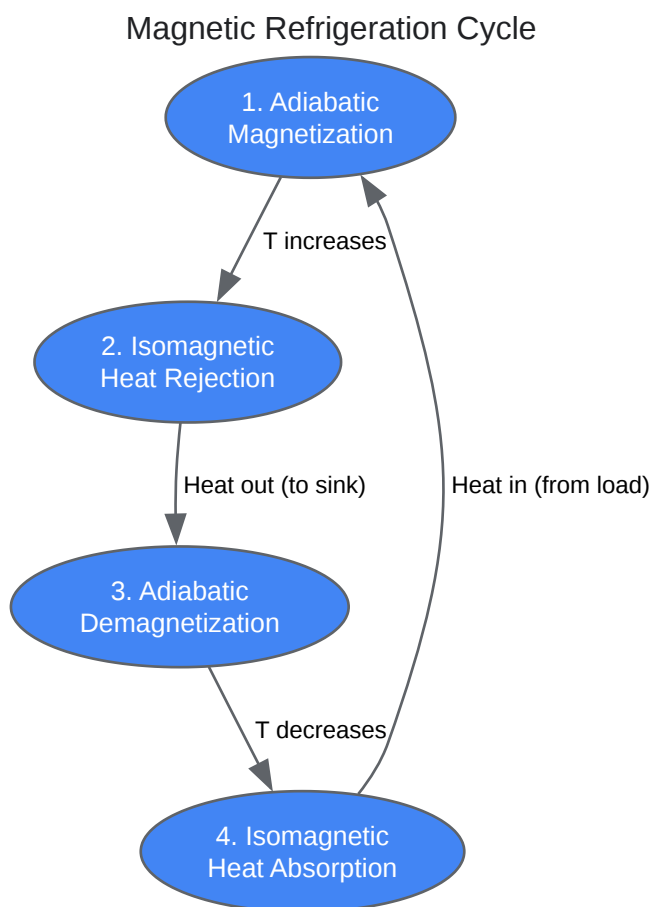 Magnetic Refrigeration Cycle
1. Adiabatic
Magnetization
T increases
2. Isomagnetic
Heat Rejection
Heat out (to sink)
Heat in (from load)
3. Adiabatic
Demagnetization
T decreases
4. Isomagnetic
Heat Absorption